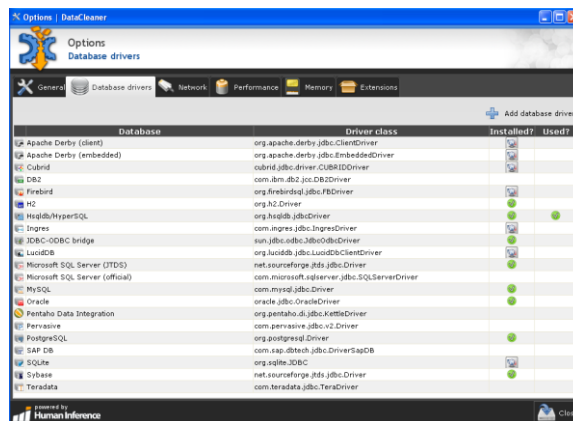 Options | DataCleaner
Options
Database drivers
General Database drivers Network Performance Memory Extensions
Add database driver
Database Driver class Installed? Used?
Apache Derby (client) org.apache.derby.jdbc.ClientDriver
Apache Derby (embedded) org.apache.derby.jdbc.EmbeddedDriver
Cubrid cubrid.jdbc.driver.CUBRIDDriver
DB2 com.ibm.db2.jcc.DB2Driver
Firebird org.firebirdsql.jdbc.FBDriver
H2 org.h2.Driver
Hsqldb/HyperSQL org.hsqldb.jdbcDriver
Ingres com.ingres.jdbc.IngresDriver
JDBC-ODBC bridge sun.jdbc.odbc.JdbcOdbcDriver
LucidDB org.luciddb.jdbc.LucidDbClientDriver
Microsoft SQL Server (JTDS) net.sourceforge.jtds.jdbc.Driver
Microsoft SQL Server (official) com.microsoft.sqlserver.jdbc.SQLServerDriver
MySQL com.mysql.jdbc.Driver
Oracle oracle.jdbc.OracleDriver
Pentaho Data Integration org.pentaho.di.jdbc.KettleDriver
Pervasive com.pervasive.jdbc.v2.Driver
PostgreSQL org.postgresql.Driver
SAP DB com.sap.dbtech.jdbc.DriverSapDB
SQLite org.sqlite.JDBC
Sybase net.sourceforge.jtds.jdbc.Driver
Teradata com.teradata.jdbc.TeraDriver
powered by
Human Inference Clos